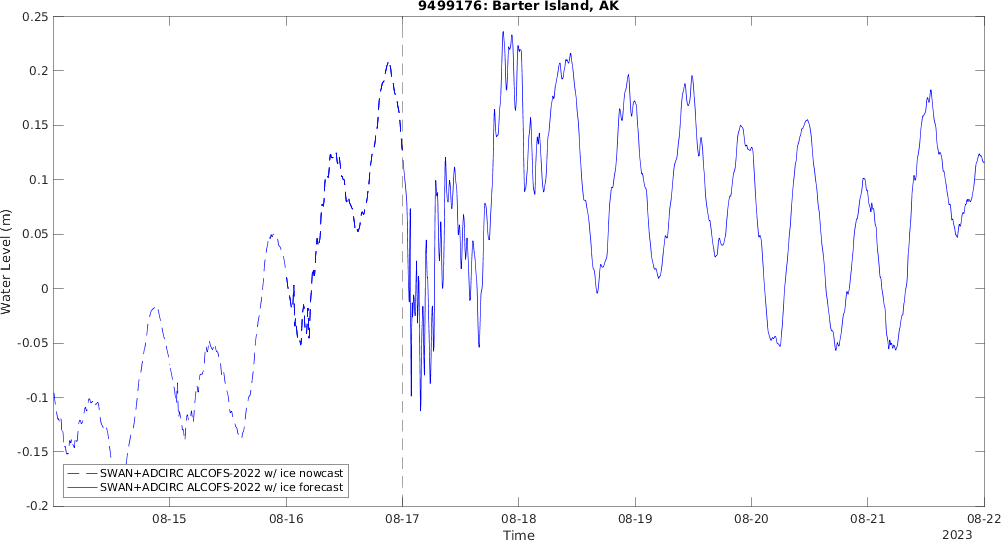 9499176: Barter Island, AK
0.25
0.2
0.15
0.1
0.05
0
-0.05
-0.1
-0.15
-0.2
Water Level (m)
SWAN+ADCIRC ALCOFS-2022 w/ ice nowcast
SWAN+ADCIRC ALCOFS-2022 w/ ice forecast
08-15 08-16 08-17 08-18 08-19 08-20 08-21 08-22
Time
2023